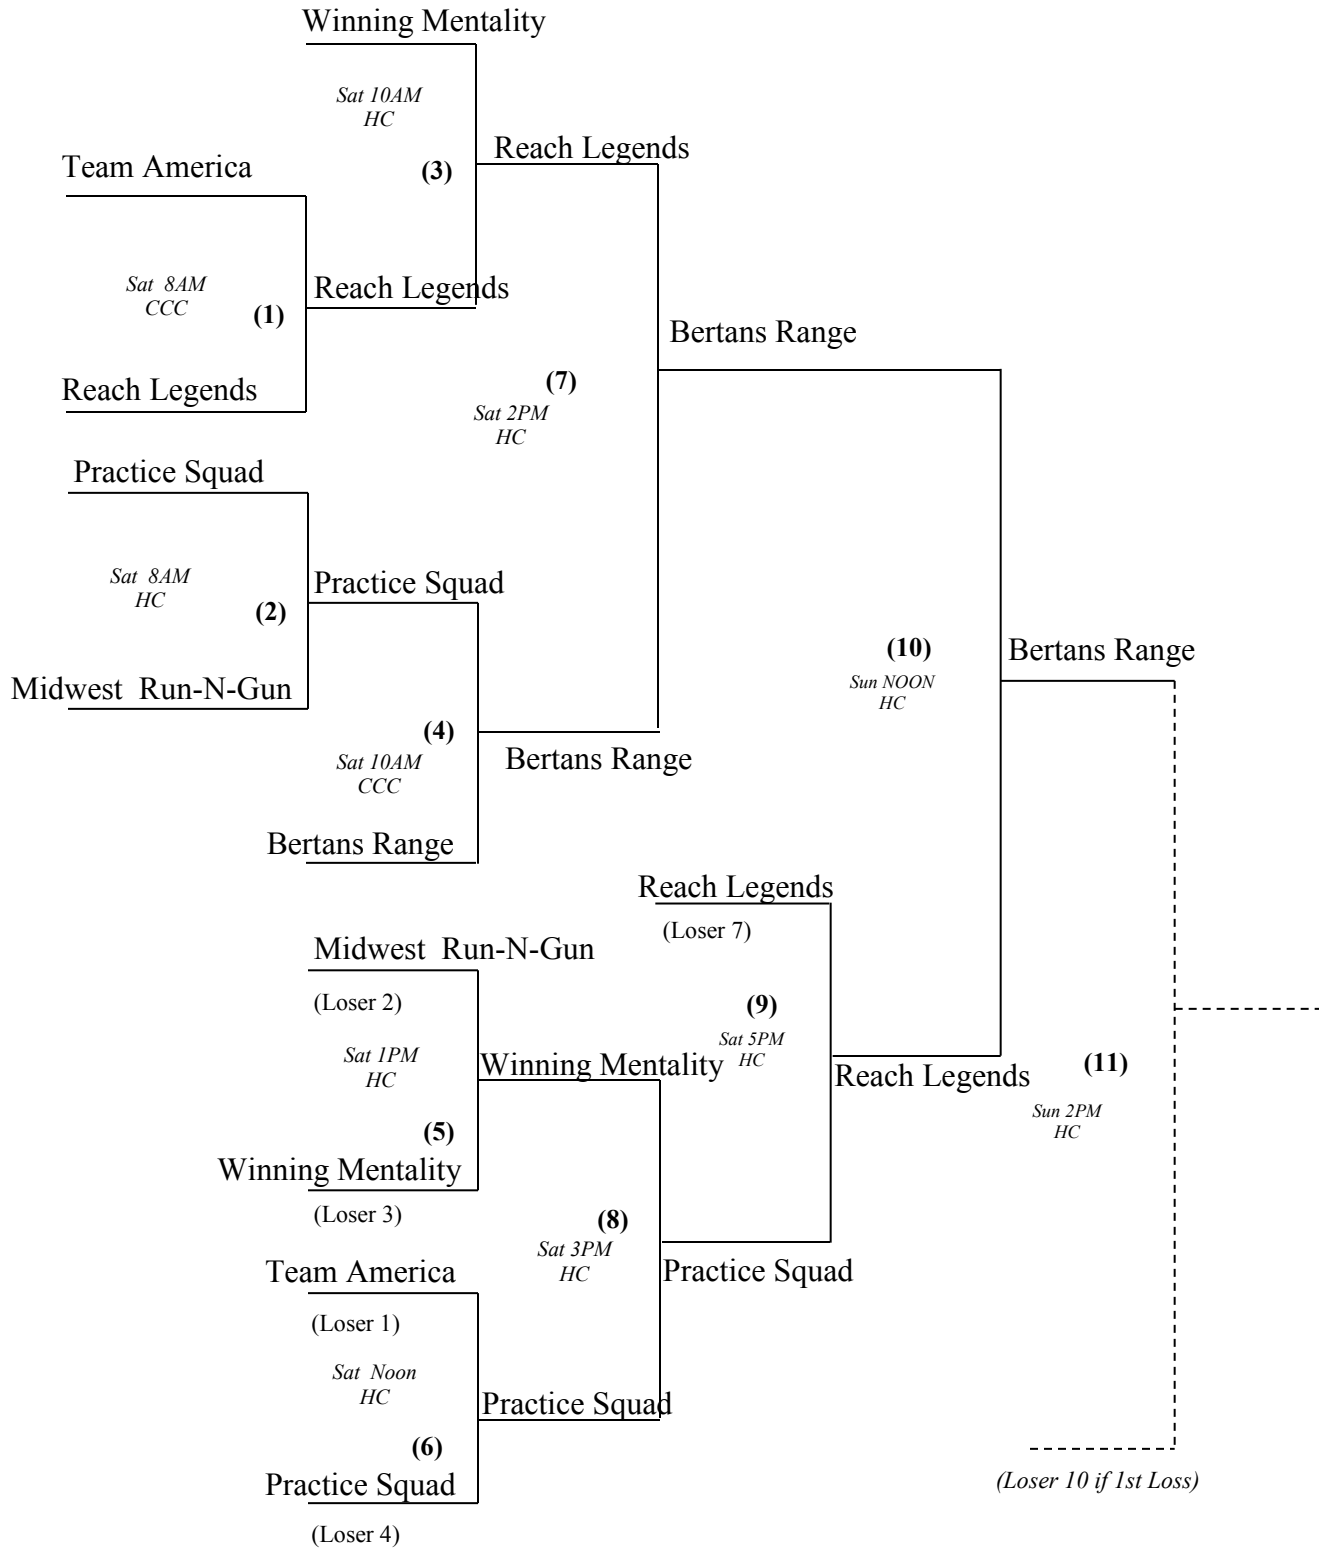 Winning Mentality
Sat 10AM
HC
Reach Legends
(3)
Team America
Sat 8AM
CCC
(1)
Reach Legends
Reach Legends
Bertans Range
(7)
Sat 2PM
HC
Practice Squad
Sat 8AM
HC
(2)
Practice Squad
Midwest Run-N-Gun
(10)
Sun NOON
HC
Bertans Range
(4)
Sat 10AM
CCC
Bertans Range
Bertans Range
Reach Legends
(Loser 7)
Midwest Run-N-Gun
(Loser 2)
Sat 1PM
HC
(9)
Sat 5PM
HC
Winning Mentality
Reach Legends
(11)
Sun 2PM
HC
(5)
Winning Mentality
(Loser 3)
(8)
Sat 3PM
HC
Practice Squad
Team America
(Loser 1)
Sat Noon
HC
Practice Squad
(6)
Practice Squad
(Loser 4)
(Loser 10 if 1st Loss)